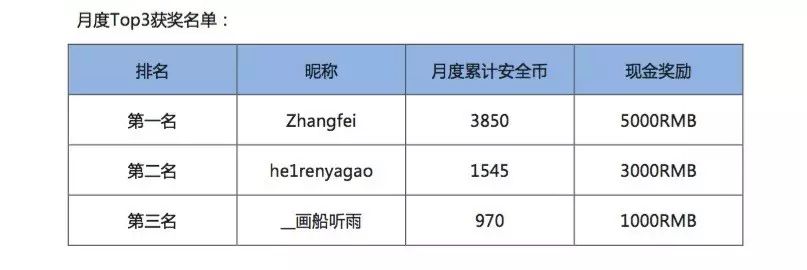 月度Top3获奖名单：
排名 昵称 月度累计安全币 现金奖励
第一名 Zhangfei 3850 5000RMB
第二名 he1renyagao 1545 3000RMB
第三名 __画船听雨 970 1000RMB